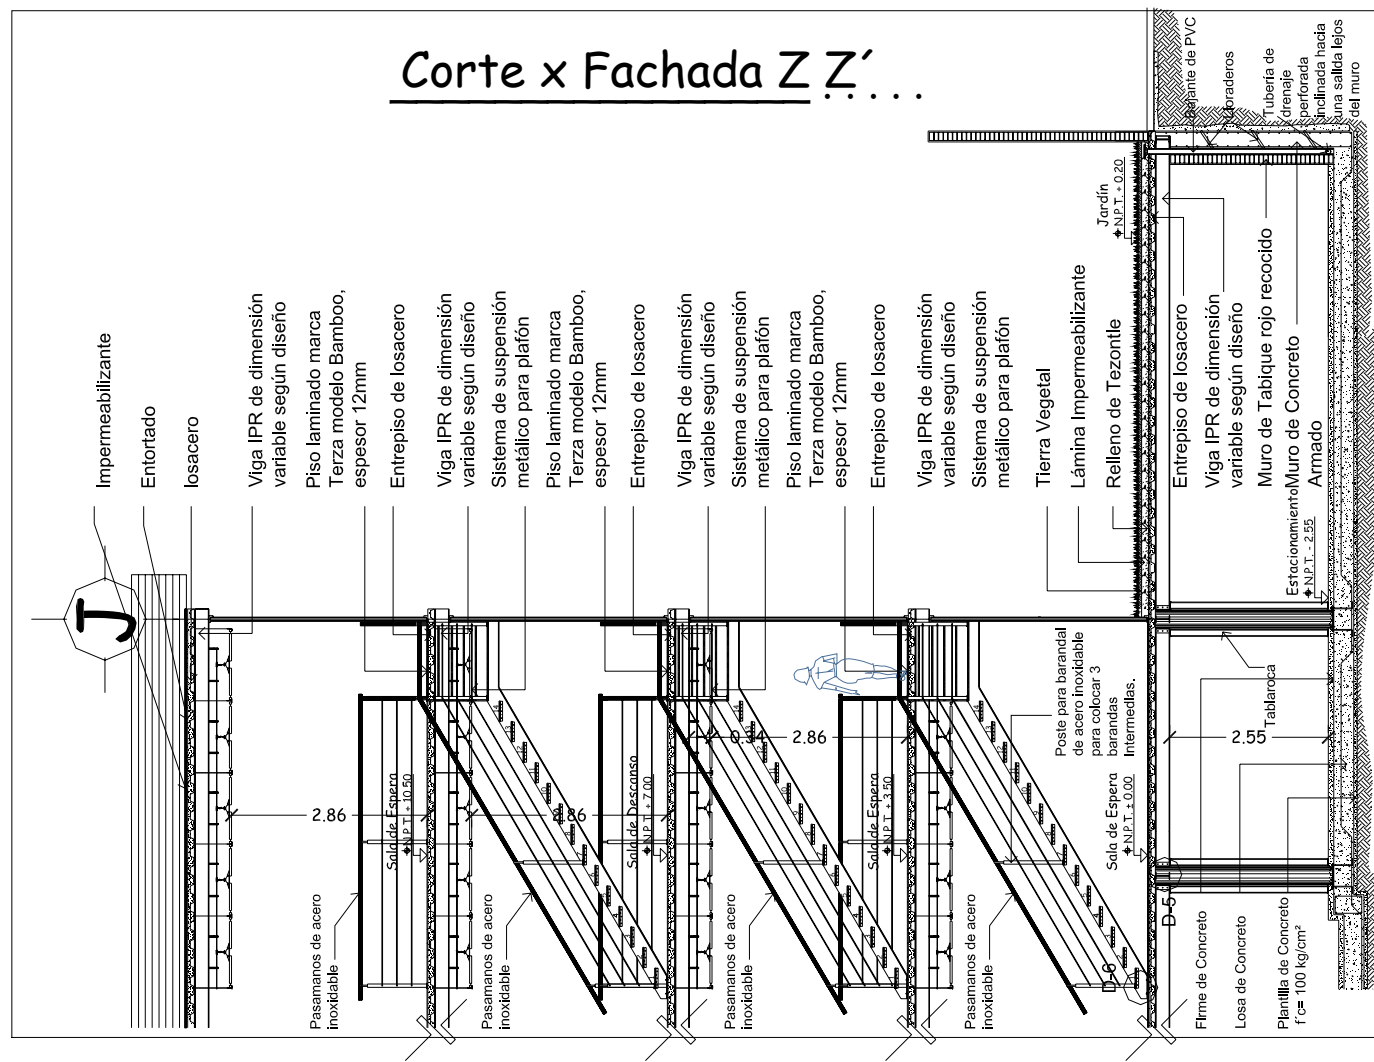 Corte x Fachada Z Z´.....
J
Impermeabilizante
Entortado
losacero
Viga IPR de dimensión
variable según diseño
Piso laminado marca
Terza modelo Bamboo,
espesor 12mm
Entrepiso de losacero
Viga IPR de dimensión
variable según diseño
Sistema de suspensión
metálico para plafón
Piso laminado marca
Terza modelo Bamboo,
espesor 12mm
Entrepiso de losacero
Viga IPR de dimensión
variable según diseño
Sistema de suspensión
metálico para plafón
Piso laminado marca
Terza modelo Bamboo,
espesor 12mm
Entrepiso de losacero
Viga IPR de dimensión
variable según diseño
Sistema de suspensión
metálico para plafón
Tierra Vegetal
Lámina Impermeabilizante
Relleno de Tezontle
Entrepiso de losacero
Viga IPR de dimensión
variable según diseño
Muro de Tabique rojo recocido
Muro de Concreto
Armado
Bajante de PVC
Lloraderos
Tubería de
drenaje
perforada
inclinada hacia
una salida lejos
del muro
Jardín
N.P.T. + 0.20
Estacionamiento
N.P.T. - 2.55
2.86
Sala de Espera
N.P.T. + 10.50
2.86
Sala de Descanso
N.P.T. + 7.00
0.34
2.86
Sala de Espera
N.P.T. + 3.50
Poste para barandal
de acero inoxidable
para colocar 3
barandas
Intermedias.
Sala de Espera
N.P.T. ± 0.00
Tablaroca
2.55
Pasamanos de acero
inoxidable
Pasamanos de acero
inoxidable
Pasamanos de acero
inoxidable
Pasamanos de acero
inoxidable
D-6
D-5
Firme de Concreto
Losa de Concreto
Plantilla de Concreto
f´c= 100 kg/cm²